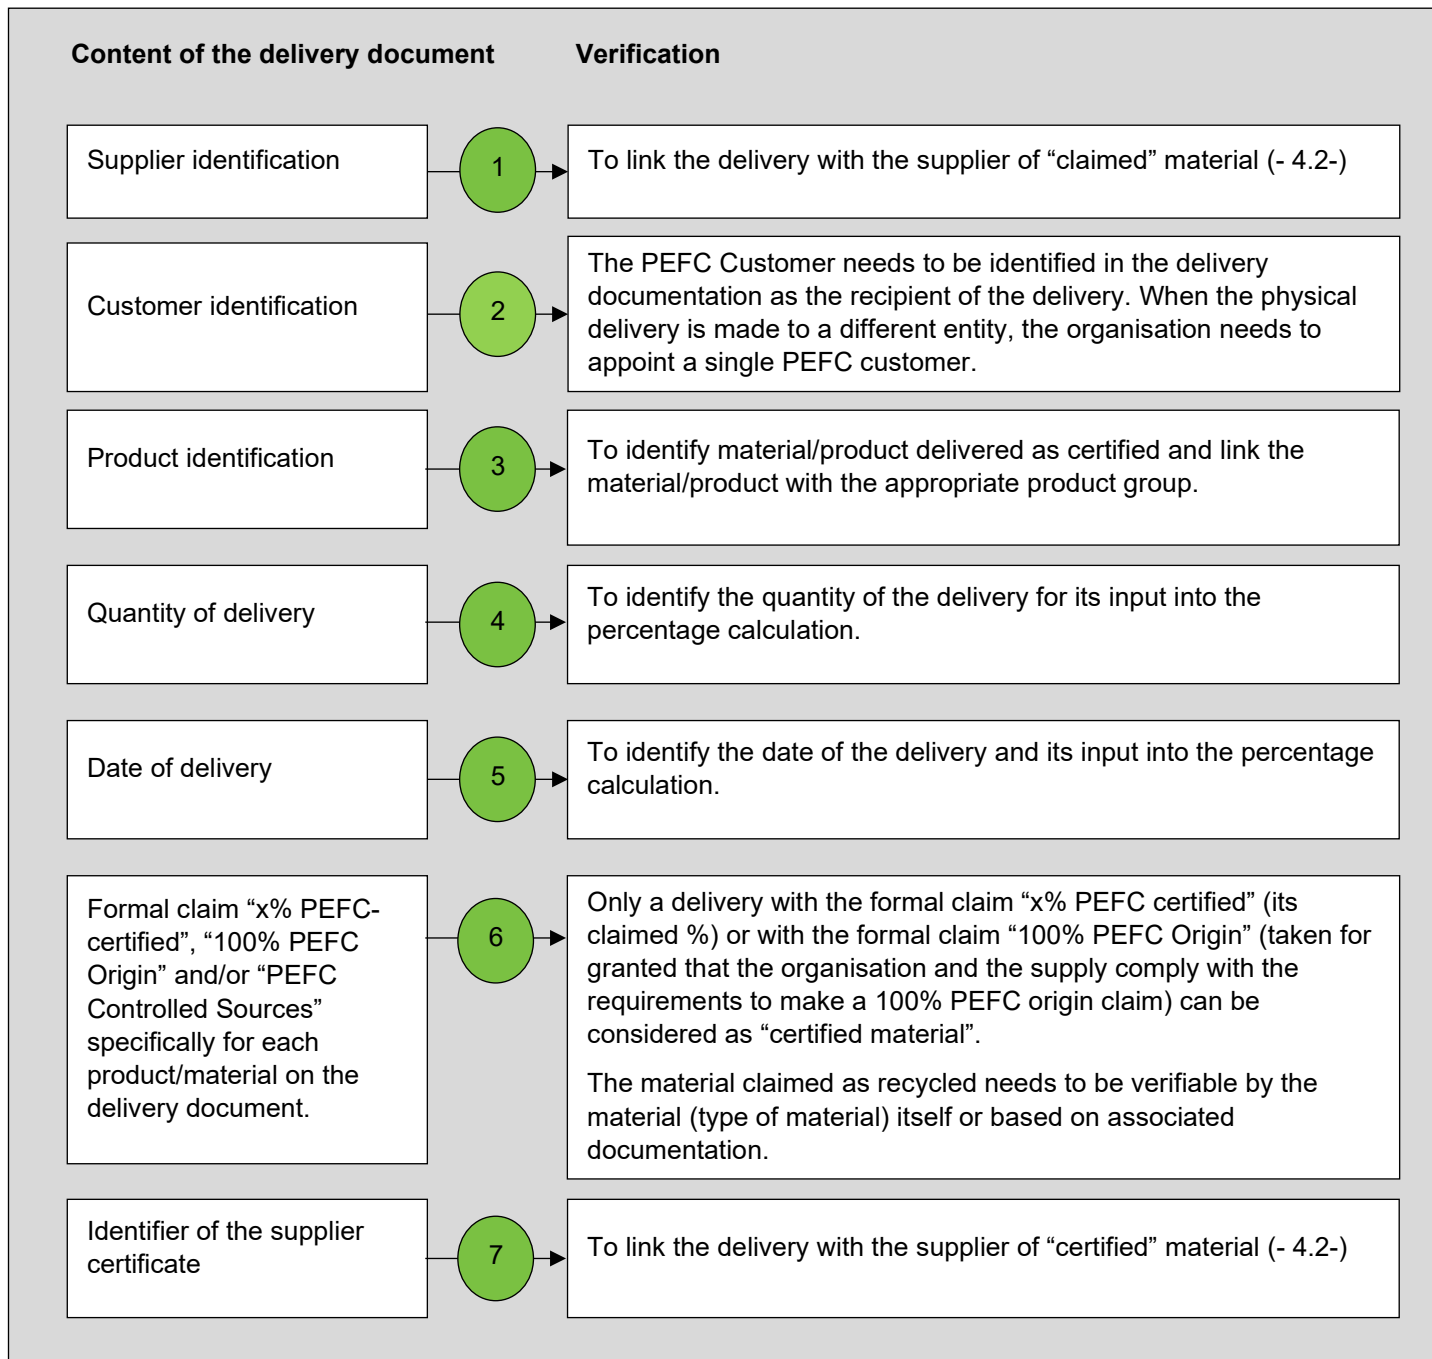 Content of the delivery document
Verification
Supplier identification
1
To link the delivery with the supplier of “claimed” material (- 4.2-)
Customer identification
2
The PEFC Customer needs to be identified in the delivery
documentation as the recipient of the delivery. When the physical
delivery is made to a different entity, the organisation needs to
appoint a single PEFC customer.
Product identification
3
To identify material/product delivered as certified and link the
material/product with the appropriate product group.
Quantity of delivery
4
To identify the quantity of the delivery for its input into the
percentage calculation.
Date of delivery
5
To identify the date of the delivery and its input into the percentage
calculation.
Formal claim “x% PEFC-
certified”, “100% PEFC
Origin” and/or “PEFC
Controlled Sources”
specifically for each
product/material on the
delivery document.
6
Only a delivery with the formal claim “x% PEFC certified” (its
claimed %) or with the formal claim “100% PEFC Origin” (taken for
granted that the organisation and the supply comply with the
requirements to make a 100% PEFC origin claim) can be
considered as “certified material”.
The material claimed as recycled needs to be verifiable by the
material (type of material) itself or based on associated
documentation.
Identifier of the supplier
certificate
7
To link the delivery with the supplier of “certified” material (- 4.2-)